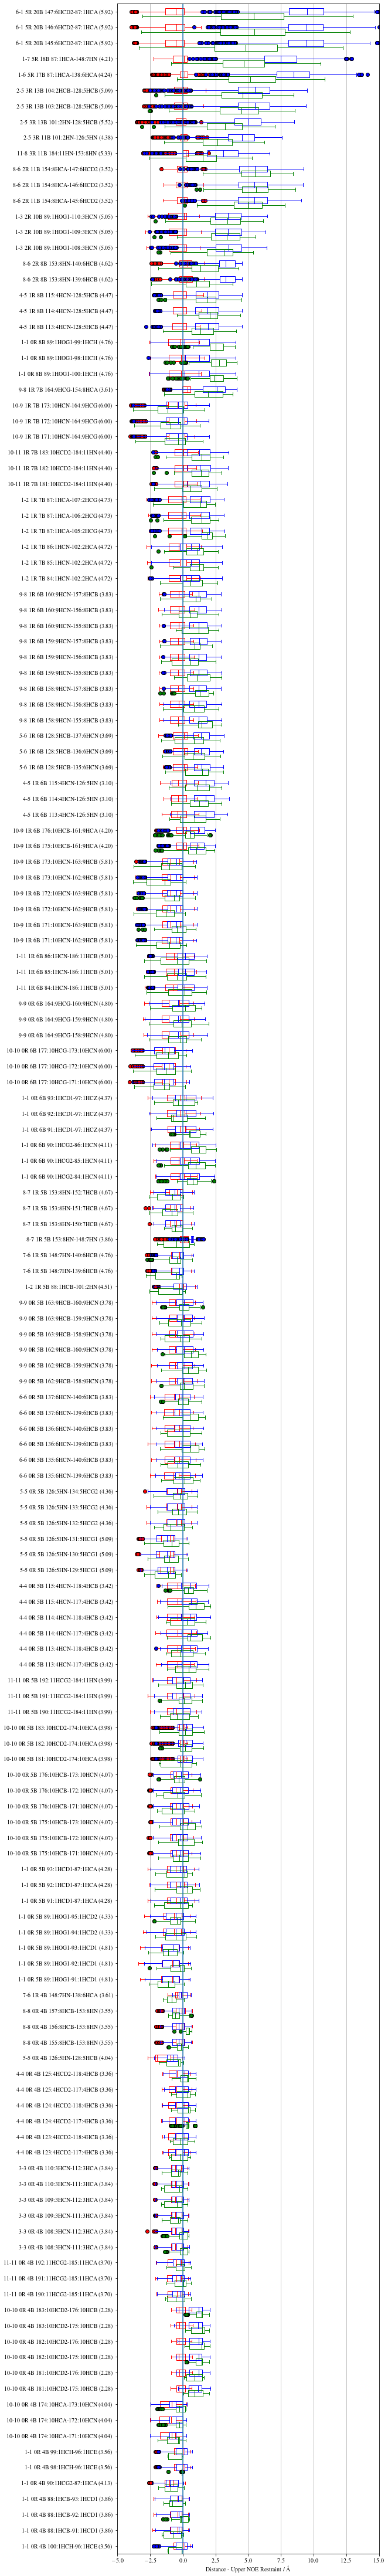 6-1 5R 20B 147:6HCD2-87:1HCA (5.92)
6-1 5R 20B 146:6HCD2-87:1HCA (5.92)
6-1 5R 20B 145:6HCD2-87:1HCA (5.92)
1-7 5R 11B 87:1HCA-148:7HN (4.21)
1-6 5R 17B 87:1HCA-138:6HCA (4.24)
2-5 3R 13B 104:2HCB-128:5HCB (5.09)
2-5 3R 13B 103:2HCB-128:5HCB (5.09)
2-5 3R 13B 101:2HN-128:5HCB (5.52)
2-5 3R 11B 101:2HN-126:5HN (4.38)
11-8 3R 11B 184:11HN-153:8HN (5.33)
8-6 2R 11B 154:8HCA-147:6HCD2 (3.52)
8-6 2R 11B 154:8HCA-146:6HCD2 (3.52)
8-6 2R 11B 154:8HCA-145:6HCD2 (3.52)
1-3 2R 10B 89:1HOG1-110:3HCN (5.05)
1-3 2R 10B 89:1HOG1-109:3HCN (5.05)
1-3 2R 10B 89:1HOG1-108:3HCN (5.05)
8-6 2R 8B 153:8HN-140:6HCB (4.62)
8-6 2R 8B 153:8HN-139:6HCB (4.62)
4-5 1R 8B 115:4HCN-128:5HCB (4.47)
4-5 1R 8B 114:4HCN-128:5HCB (4.47)
4-5 1R 8B 113:4HCN-128:5HCB (4.47)
1-1 0R 8B 89:1HOG1-99:1HCH (4.76)
1-1 0R 8B 89:1HOG1-98:1HCH (4.76)
1-1 0R 8B 89:1HOG1-100:1HCH (4.76)
9-8 1R 7B 164:9HCG-154:8HCA (3.61)
10-9 1R 7B 173:10HCN-164:9HCG (6.00)
10-9 1R 7B 172:10HCN-164:9HCG (6.00)
10-9 1R 7B 171:10HCN-164:9HCG (6.00)
10-11 1R 7B 183:10HCD2-184:11HN (4.40)
10-11 1R 7B 182:10HCD2-184:11HN (4.40)
10-11 1R 7B 181:10HCD2-184:11HN (4.40)
1-2 1R 7B 87:1HCA-107:2HCG (4.73)
1-2 1R 7B 87:1HCA-106:2HCG (4.73)
1-2 1R 7B 87:1HCA-105:2HCG (4.73)
1-2 1R 7B 86:1HCN-102:2HCA (4.72)
1-2 1R 7B 85:1HCN-102:2HCA (4.72)
1-2 1R 7B 84:1HCN-102:2HCA (4.72)
9-8 1R 6B 160:9HCN-157:8HCB (3.83)
9-8 1R 6B 160:9HCN-156:8HCB (3.83)
9-8 1R 6B 160:9HCN-155:8HCB (3.83)
9-8 1R 6B 159:9HCN-157:8HCB (3.83)
9-8 1R 6B 159:9HCN-156:8HCB (3.83)
9-8 1R 6B 159:9HCN-155:8HCB (3.83)
9-8 1R 6B 158:9HCN-157:8HCB (3.83)
9-8 1R 6B 158:9HCN-156:8HCB (3.83)
9-8 1R 6B 158:9HCN-155:8HCB (3.83)
5-6 1R 6B 128:5HCB-137:6HCN (3.69)
5-6 1R 6B 128:5HCB-136:6HCN (3.69)
5-6 1R 6B 128:5HCB-135:6HCN (3.69)
4-5 1R 6B 115:4HCN-126:5HN (3.10)
4-5 1R 6B 114:4HCN-126:5HN (3.10)
4-5 1R 6B 113:4HCN-126:5HN (3.10)
10-9 1R 6B 176:10HCB-161:9HCA (4.20)
10-9 1R 6B 175:10HCB-161:9HCA (4.20)
10-9 1R 6B 173:10HCN-163:9HCB (5.81)
10-9 1R 6B 173:10HCN-162:9HCB (5.81)
10-9 1R 6B 172:10HCN-163:9HCB (5.81)
10-9 1R 6B 172:10HCN-162:9HCB (5.81)
10-9 1R 6B 171:10HCN-163:9HCB (5.81)
10-9 1R 6B 171:10HCN-162:9HCB (5.81)
1-11 1R 6B 86:1HCN-186:11HCB (5.01)
1-11 1R 6B 85:1HCN-186:11HCB (5.01)
1-11 1R 6B 84:1HCN-186:11HCB (5.01)
9-9 0R 6B 164:9HCG-160:9HCN (4.80)
9-9 0R 6B 164:9HCG-159:9HCN (4.80)
9-9 0R 6B 164:9HCG-158:9HCN (4.80)
10-10 0R 6B 177:10HCG-173:10HCN (6.00)
10-10 0R 6B 177:10HCG-172:10HCN (6.00)
10-10 0R 6B 177:10HCG-171:10HCN (6.00)
1-1 0R 6B 93:1HCD1-97:1HCZ (4.37)
1-1 0R 6B 92:1HCD1-97:1HCZ (4.37)
1-1 0R 6B 91:1HCD1-97:1HCZ (4.37)
1-1 0R 6B 90:1HCG2-86:1HCN (4.11)
1-1 0R 6B 90:1HCG2-85:1HCN (4.11)
1-1 0R 6B 90:1HCG2-84:1HCN (4.11)
8-7 1R 5B 153:8HN-152:7HCB (4.67)
8-7 1R 5B 153:8HN-151:7HCB (4.67)
8-7 1R 5B 153:8HN-150:7HCB (4.67)
8-7 1R 5B 153:8HN-148:7HN (3.86)
7-6 1R 5B 148:7HN-140:6HCB (4.76)
7-6 1R 5B 148:7HN-139:6HCB (4.76)
1-2 1R 5B 88:1HCB-101:2HN (4.51)
9-9 0R 5B 163:9HCB-160:9HCN (3.78)
9-9 0R 5B 163:9HCB-159:9HCN (3.78)
9-9 0R 5B 163:9HCB-158:9HCN (3.78)
9-9 0R 5B 162:9HCB-160:9HCN (3.78)
9-9 0R 5B 162:9HCB-159:9HCN (3.78)
9-9 0R 5B 162:9HCB-158:9HCN (3.78)
6-6 0R 5B 137:6HCN-140:6HCB (3.83)
6-6 0R 5B 137:6HCN-139:6HCB (3.83)
6-6 0R 5B 136:6HCN-140:6HCB (3.83)
6-6 0R 5B 136:6HCN-139:6HCB (3.83)
6-6 0R 5B 135:6HCN-140:6HCB (3.83)
6-6 0R 5B 135:6HCN-139:6HCB (3.83)
5-5 0R 5B 126:5HN-134:5HCG2 (4.36)
5-5 0R 5B 126:5HN-133:5HCG2 (4.36)
5-5 0R 5B 126:5HN-132:5HCG2 (4.36)
5-5 0R 5B 126:5HN-131:5HCG1 (5.09)
5-5 0R 5B 126:5HN-130:5HCG1 (5.09)
5-5 0R 5B 126:5HN-129:5HCG1 (5.09)
4-4 0R 5B 115:4HCN-118:4HCB (3.42)
4-4 0R 5B 115:4HCN-117:4HCB (3.42)
4-4 0R 5B 114:4HCN-118:4HCB (3.42)
4-4 0R 5B 114:4HCN-117:4HCB (3.42)
4-4 0R 5B 113:4HCN-118:4HCB (3.42)
4-4 0R 5B 113:4HCN-117:4HCB (3.42)
11-11 0R 5B 192:11HCG2-184:11HN (3.99)
11-11 0R 5B 191:11HCG2-184:11HN (3.99)
11-11 0R 5B 190:11HCG2-184:11HN (3.99)
10-10 0R 5B 183:10HCD2-174:10HCA (3.98)
10-10 0R 5B 182:10HCD2-174:10HCA (3.98)
10-10 0R 5B 181:10HCD2-174:10HCA (3.98)
10-10 0R 5B 176:10HCB-173:10HCN (4.07)
10-10 0R 5B 176:10HCB-172:10HCN (4.07)
10-10 0R 5B 176:10HCB-171:10HCN (4.07)
10-10 0R 5B 175:10HCB-173:10HCN (4.07)
10-10 0R 5B 175:10HCB-172:10HCN (4.07)
10-10 0R 5B 175:10HCB-171:10HCN (4.07)
1-1 0R 5B 93:1HCD1-87:1HCA (4.28)
1-1 0R 5B 92:1HCD1-87:1HCA (4.28)
1-1 0R 5B 91:1HCD1-87:1HCA (4.28)
1-1 0R 5B 89:1HOG1-95:1HCD2 (4.33)
1-1 0R 5B 89:1HOG1-94:1HCD2 (4.33)
1-1 0R 5B 89:1HOG1-93:1HCD1 (4.81)
1-1 0R 5B 89:1HOG1-92:1HCD1 (4.81)
1-1 0R 5B 89:1HOG1-91:1HCD1 (4.81)
7-6 1R 4B 148:7HN-138:6HCA (3.61)
8-8 0R 4B 157:8HCB-153:8HN (3.55)
8-8 0R 4B 156:8HCB-153:8HN (3.55)
8-8 0R 4B 155:8HCB-153:8HN (3.55)
5-5 0R 4B 126:5HN-128:5HCB (4.04)
4-4 0R 4B 125:4HCD2-118:4HCB (3.36)
4-4 0R 4B 125:4HCD2-117:4HCB (3.36)
4-4 0R 4B 124:4HCD2-118:4HCB (3.36)
4-4 0R 4B 124:4HCD2-117:4HCB (3.36)
4-4 0R 4B 123:4HCD2-118:4HCB (3.36)
4-4 0R 4B 123:4HCD2-117:4HCB (3.36)
3-3 0R 4B 110:3HCN-112:3HCA (3.84)
3-3 0R 4B 110:3HCN-111:3HCA (3.84)
3-3 0R 4B 109:3HCN-112:3HCA (3.84)
3-3 0R 4B 109:3HCN-111:3HCA (3.84)
3-3 0R 4B 108:3HCN-112:3HCA (3.84)
3-3 0R 4B 108:3HCN-111:3HCA (3.84)
11-11 0R 4B 192:11HCG2-185:11HCA (3.70)
11-11 0R 4B 191:11HCG2-185:11HCA (3.70)
11-11 0R 4B 190:11HCG2-185:11HCA (3.70)
10-10 0R 4B 183:10HCD2-176:10HCB (2.28)
10-10 0R 4B 183:10HCD2-175:10HCB (2.28)
10-10 0R 4B 182:10HCD2-176:10HCB (2.28)
10-10 0R 4B 182:10HCD2-175:10HCB (2.28)
10-10 0R 4B 181:10HCD2-176:10HCB (2.28)
10-10 0R 4B 181:10HCD2-175:10HCB (2.28)
10-10 0R 4B 174:10HCA-173:10HCN (4.04)
10-10 0R 4B 174:10HCA-172:10HCN (4.04)
10-10 0R 4B 174:10HCA-171:10HCN (4.04)
1-1 0R 4B 99:1HCH-96:1HCE (3.56)
1-1 0R 4B 98:1HCH-96:1HCE (3.56)
1-1 0R 4B 90:1HCG2-87:1HCA (4.13)
1-1 0R 4B 88:1HCB-93:1HCD1 (3.86)
1-1 0R 4B 88:1HCB-92:1HCD1 (3.86)
1-1 0R 4B 88:1HCB-91:1HCD1 (3.86)
1-1 0R 4B 100:1HCH-96:1HCE (3.56)
−5.0 −2.5 0.0 2.5 5.0 7.5 10.0 12.5 15.0
Distance - Upper NOE Restraint / Å